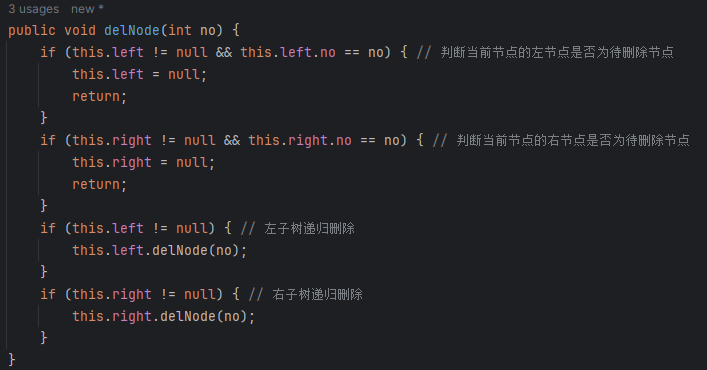 3 usages   new *
public void delNode(int no) {
    if (this.left != null && this.left.no == no) { // 判断当前节点的左节点是否为待删除节点
        this.left = null;
        return;
    }
    if (this.right != null && this.right.no == no) { // 判断当前节点的右节点是否为待删除节点
        this.right = null;
        return;
    }
    if (this.left != null) { // 左子树递归删除
        this.left.delNode(no);
    }
    if (this.right != null) { // 右子树递归删除
        this.right.delNode(no);
    }
}